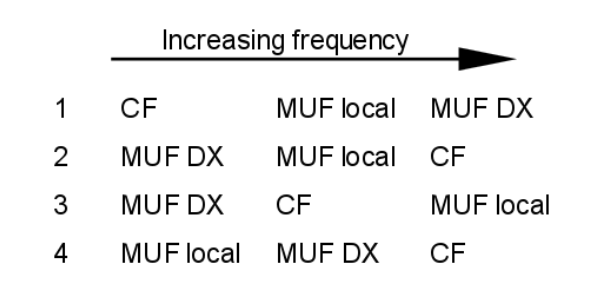 Increasing frequency
1 CF MUF local MUF DX
2 MUF DX MUF local CF
3 MUF DX CF MUF local
4 MUF local MUF DX CF